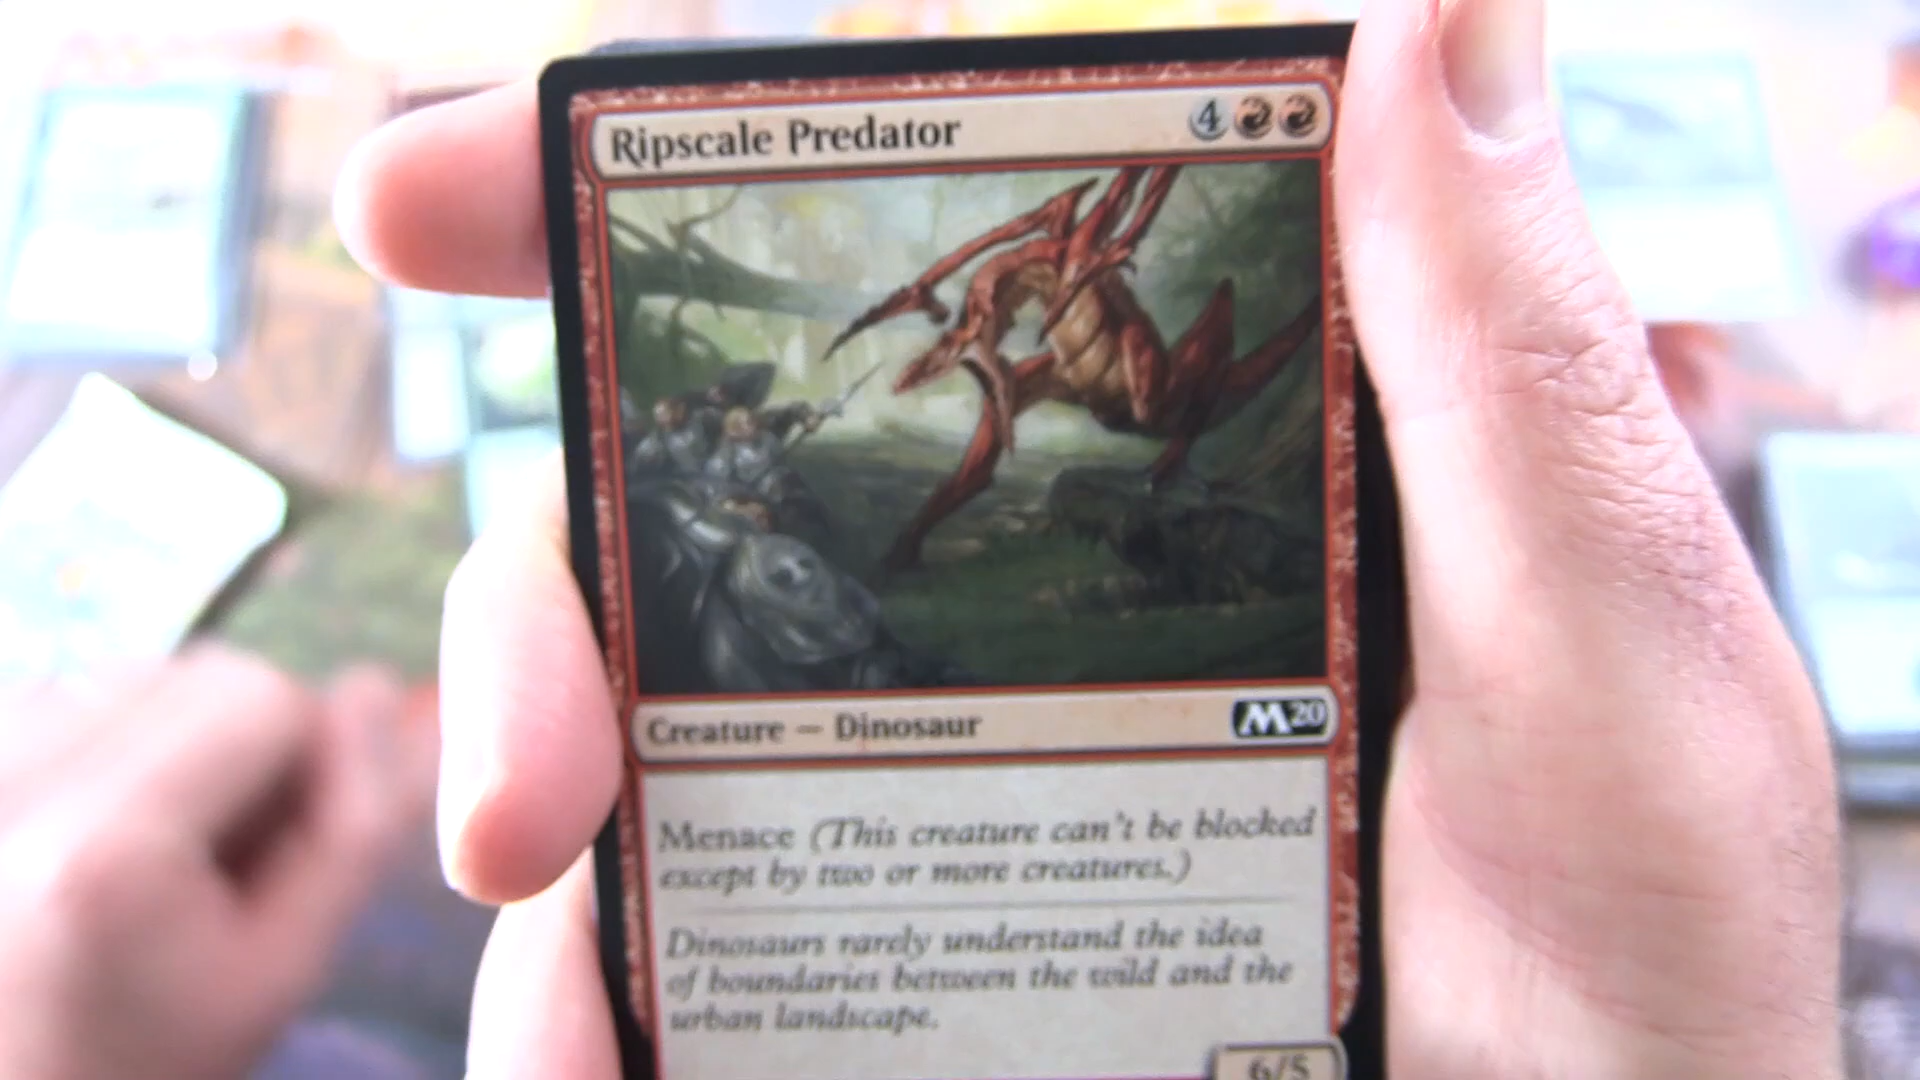 Ripscale Predator 4
Creature — Dinosaur M20
Menace (This creature can't be blocked
except by two or more creatures.)
Dinosaurs rarely understand the idea
of boundaries between the wild and the
urban landscape.
6/5